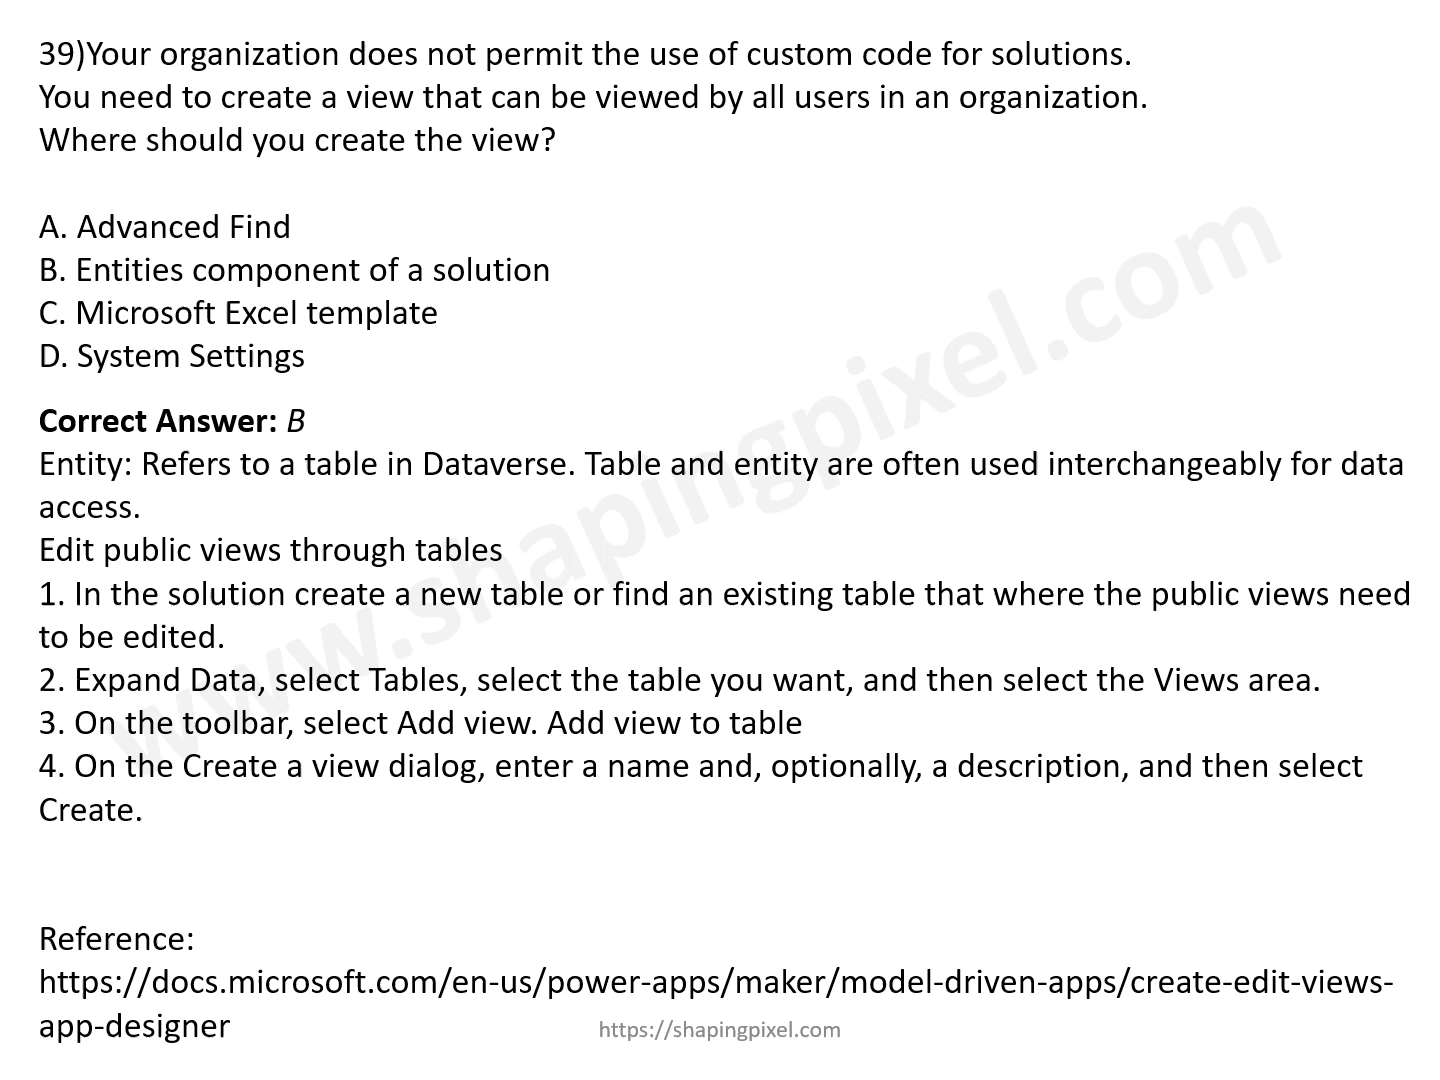 39)Your organization does not permit the use of custom code for solutions.
You need to create a view that can be viewed by all users in an organization.
Where should you create the view?
A. Advanced Find
B. Entities component of a solution
C. Microsoft Excel template
D. System Settings
Correct Answer: B
Entity: Refers to a table in Dataverse. Table and entity are often used interchangeably for data
access.
Edit public views through tables
1. In the solution create a new table or find an existing table that where the public views need
to be edited.
2. Expand Data, select Tables, select the table you want, and then select the Views area.
3. On the toolbar, select Add view. Add view to table
4. On the Create a view dialog, enter a name and, optionally, a description, and then select
Create.
Reference:
https://docs.microsoft.com/en-us/power-apps/maker/model-driven-apps/create-edit-views-
app-designer
https://shapingpixel.com
www.shapingpixel.com